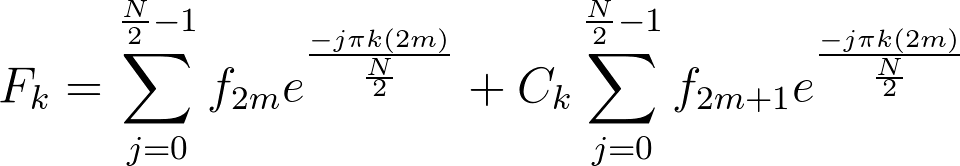 F_k = \sum_{j=0}^{\frac{N}{2}-1} f_{2m} e^{\frac{-j\pi k(2m)}{\frac{N}{2}}} + C_k \sum_{j=0}^{\frac{N}{2}-1} f_{2m+1} e^{\frac{-j\pi k(2m)}{\frac{N}{2}}}